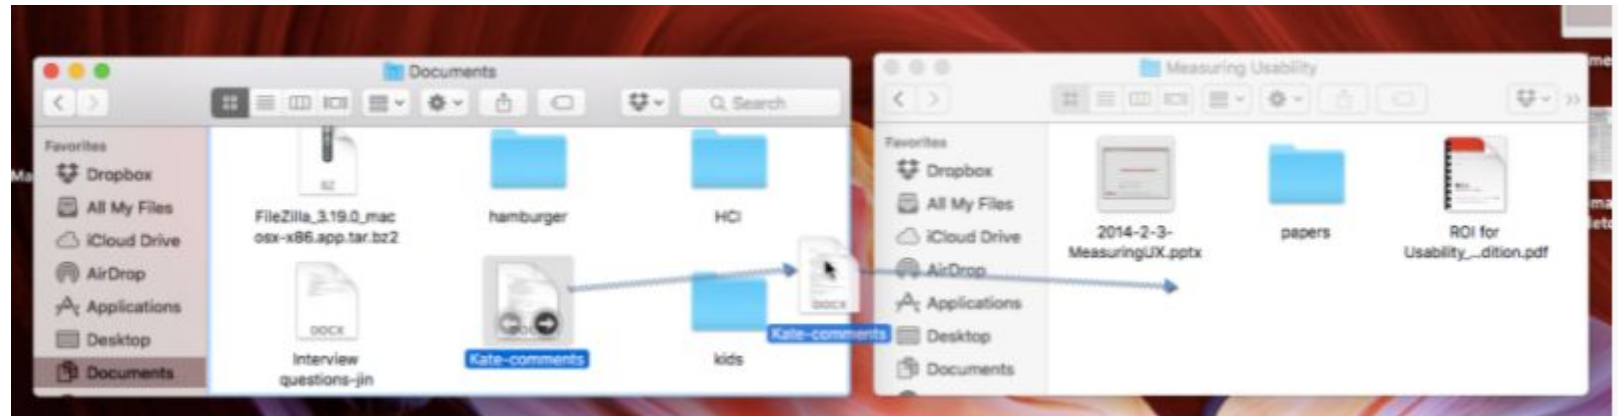 Documents
Search
Favorites
Dropbox
All My Files
iCloud Drive
AirDrop
Applications
Desktop
Documents
BZ
FileZilla_3.19.0_mac
osx-x86.app.tar.bz2
hamburger
HCI
DOCX
Interview
questions-jin
Kate-comments
kids
DOCX
Kate-comments
Measuring Usability
Favorites
Dropbox
All My Files
iCloud Drive
AirDrop
Applications
Desktop
Documents
2014-2-3-
MeasuringUX.pptx
papers
ROI for
Usability_...dition.pdf